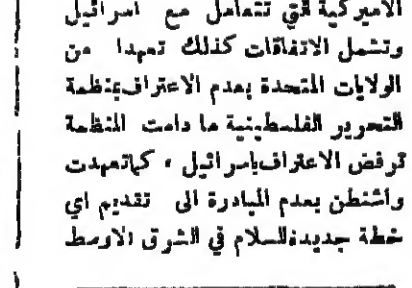 الاميركية التي تتعامل مع اسرائيل
وتشمل الاتفاقات كذلك تعهدا من
الولايات المتحدة بعدم الاعتراف بمنظمة
التحرير الفلسطينية ما دامت المنظمة
ترفض الاعتراف باسرائيل ، كما تعهدت
واشنطن بعدم المبادرة الى تقديم اي
خطة جديدة للسلام في الشرق الاوسط